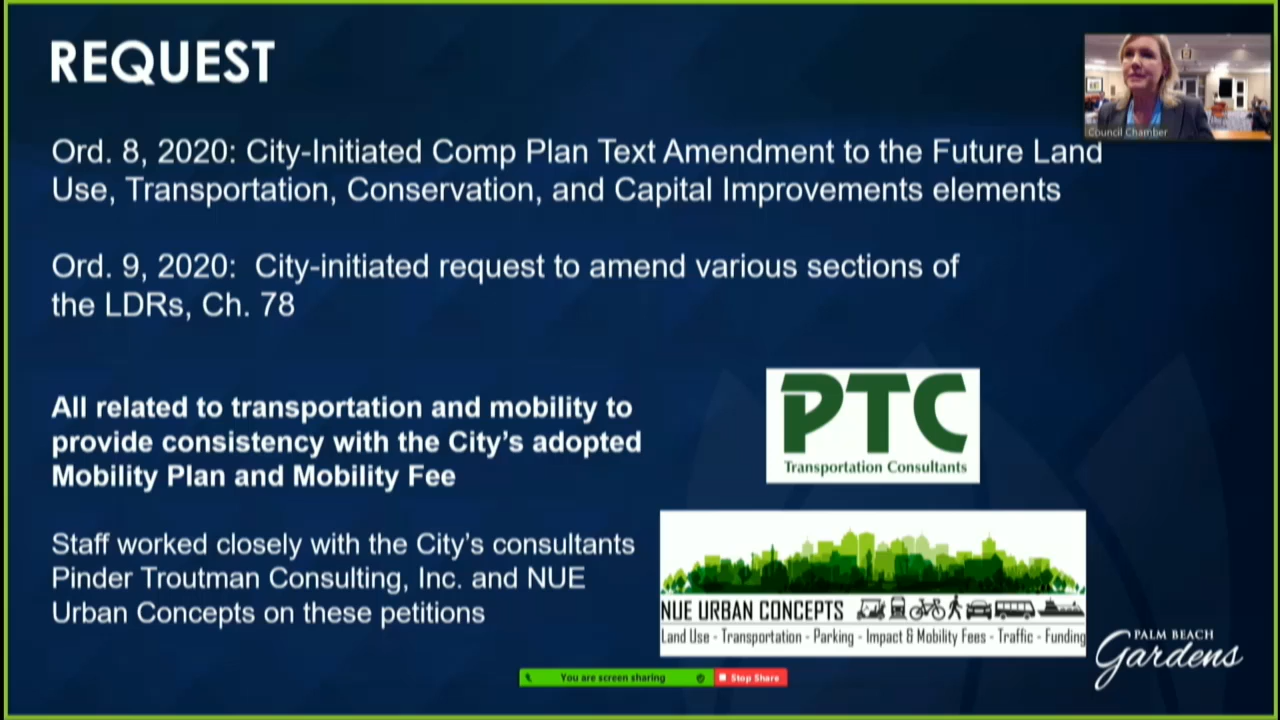 REQUEST
Council Chamber
Ord. 8, 2020: City-Initiated Comp Plan Text Amendment to the Future Land
Use, Transportation, Conservation, and Capital Improvements elements
Ord. 9, 2020: City-initiated request to amend various sections of
the LDRs, Ch. 78
All related to transportation and mobility to
provide consistency with the City's adopted
Mobility Plan and Mobility Fee
PTC
Transportation Consultants
Staff worked closely with the City's consultants
Pinder Troutman Consulting, Inc. and NUE
Urban Concepts on these petitions
NUE URBAN CONCEPTS
Land Use - Transportation - Parking - Impact & Mobility Fees - Traffic - Funding
PALM BEACH
Gardens
You are screen sharing
Stop Share